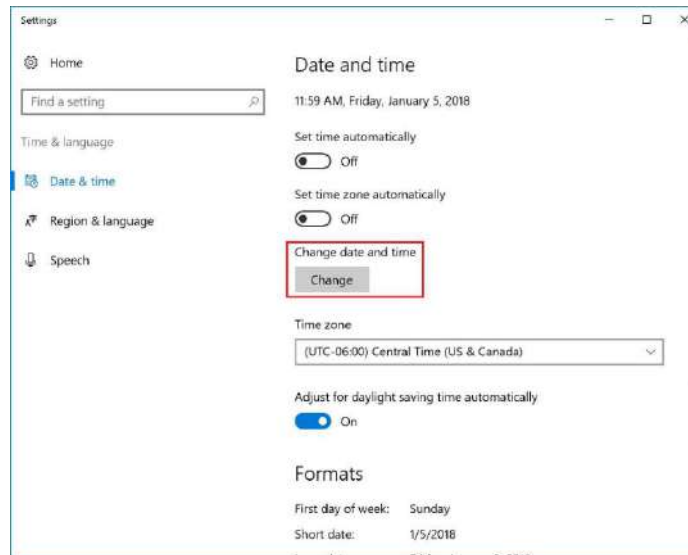 Settings
Home
Find a setting
Time & language
Date & time
Region & language
Speech
Date and time
11:59 AM, Friday, January 5, 2018
Set time automatically
Off
Set time zone automatically
Off
Change date and time
Change
Time zone
(UTC-06:00) Central Time (US & Canada)
Adjust for daylight saving time automatically
On
Formats
First day of week: Sunday
Short date: 1/5/2018